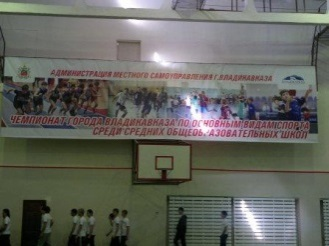 АДМИНИСТРАЦИЯ МЕСТНОГО САМОУПРАВЛЕНИЯ Г.ВЛАДИКАВКАЗА
ЧЕМПИОНАТ ГОРОДА ВЛАДИКАВКАЗА ПО ОСНОВНЫМ ВИДАМ СПОРТА
СРЕДИ СРЕДНИХ ОБЩЕОБРАЗОВАТЕЛЬНЫХ ШКОЛ